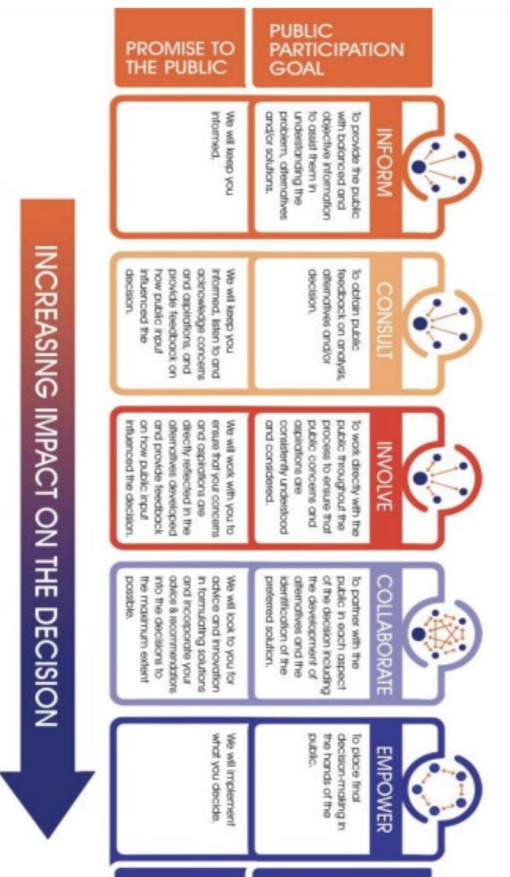 PUBLIC
PARTICIPATION
GOAL
PROMISE TO
THE PUBLIC
INFORM
To provide the public
with balanced and
objective information
to assist them in
understanding the
problem, alternatives
and/or solutions.
We will keep you
informed.
CONSULT
To obtain public
feedback on analysis,
alternatives and/or
decision.
We will keep you
informed, listen to and
acknowledge concerns
and aspirations, and
provide feedback on
how public input
influenced the
decision.
INVOLVE
To work directly with the
public throughout the
process to ensure that
public concerns and
aspirations are
consistently understood
and considered.
We will work with you to
ensure that your concerns
and aspirations are
directly reflected in the
alternatives developed
and provide feedback
on how public input
influenced the decision.
COLLABORATE
To partner with the
public in each aspect
of the decision including
the development of
alternatives and the
identification of the
preferred solution.
We will look to you for
advice and innovation
in formulating solutions
and incorporate your
advice & recommendations
into the decisions to
the maximum extent
possible.
EMPOWER
To place final
decision-making in
the hands of the
public.
We will implement
what you decide.
INCREASING IMPACT ON THE DECISION